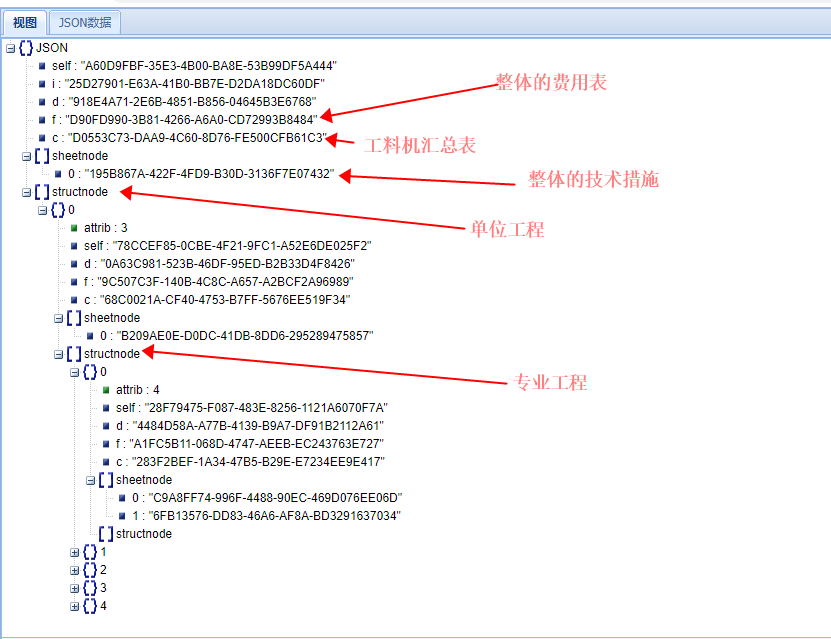 视图 JSON数据
JSON
self : "A60D9FBF-35E3-4B00-BA8E-53B99DF5A444"
i : "25D27901-E63A-41B0-BB7E-D2DA18DC60DF"
整体的费用表
d : "918E4A71-2E6B-4851-B856-04645B3E6768"
f : "D90FD990-3B81-4266-A6A0-CD72993B8484"
c : "D0553C73-DAA9-4C60-8D76-FE500CFB61C3"
工料机汇总表
sheetnode
0 : "195B867A-422F-4FD9-B30D-3136F7E07432"
整体的技术措施
structnode
0
attrib : 3
单位工程
self : "78CCEF85-0CBE-4F21-9FC1-A52E6DE025F2"
d : "0A63C981-523B-46DF-95ED-B2B33D4F8426"
f : "9C507C3F-140B-4C8C-A657-A2BCF2A96989"
c : "68C0021A-CF40-4753-B7FF-5676EE519F34"
sheetnode
0 : "B209AE0E-D0DC-41DB-8DD6-295289475857"
structnode
0
专业工程
attrib : 4
self : "28F79475-F087-483E-8256-1121A6070F7A"
d : "4484D58A-A77B-4139-B9A7-DF91B2112A61"
f : "A1FC5B11-068D-4747-AEEB-EC243763E727"
c : "283F2BEF-1A34-47B5-B29E-E7234EE9E417"
sheetnode
0 : "C9A8FF74-996F-4488-90EC-469D076EE06D"
1 : "6FB13576-DD83-46A6-AF8A-BD3291637034"
structnode
1
2
3
4